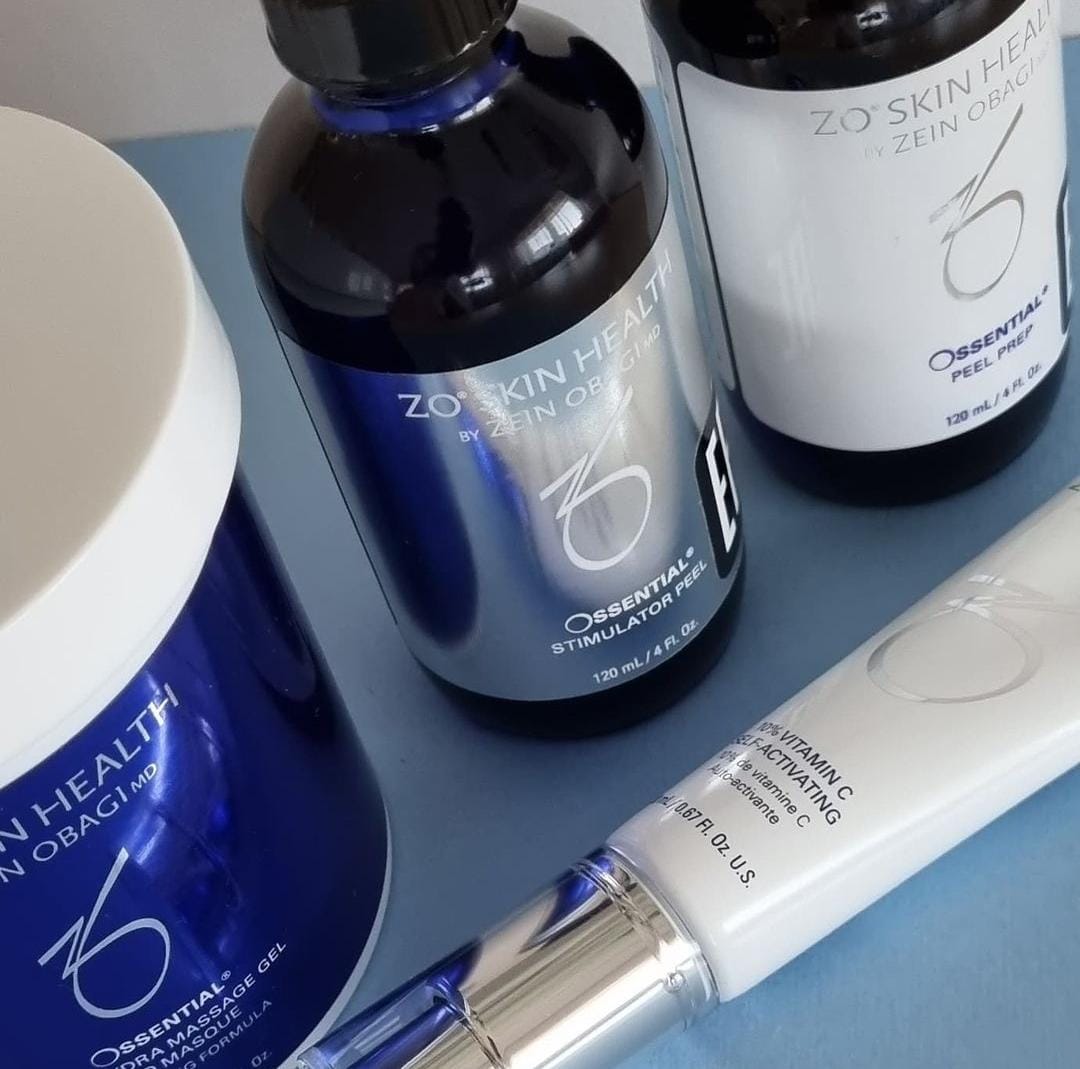 ZO® SKIN HEALTH
BY ZEIN OBAGI MD
OSSENTIAL®
STIMULATOR PEEL
120 mL / 4 Fl. Oz.
ZO® SKIN HEALT
BY ZEIN OBAGI MD
OSSENTIAL®
PEEL PREP
120 mL / 4 Fl. Oz.
N HEALTH
N OBAGI MD
OSSENTIAL®
DRA MASSAGE GEL
D MASQUE
G FORMULA
Oz.
10% VITAMIN C
SELF-ACTIVATING
10% de vitamine C
Auto-activante
mL / 0.67 Fl. Oz. U.S.